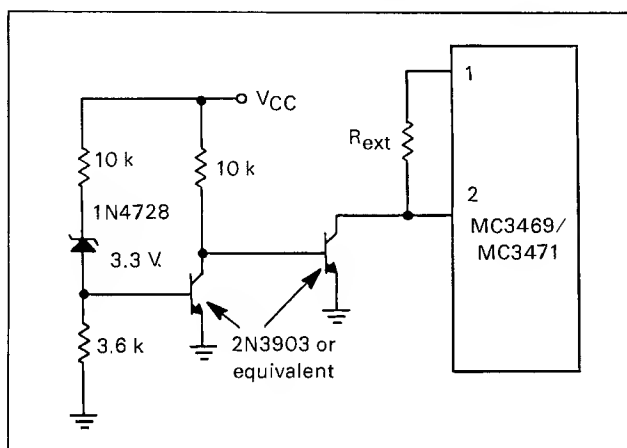 VCC
10 k
10 k
1N4728
3.3 V.
3.6 k
2N3903 or
equivalent
Rext
1
2
MC3469/
MC3471